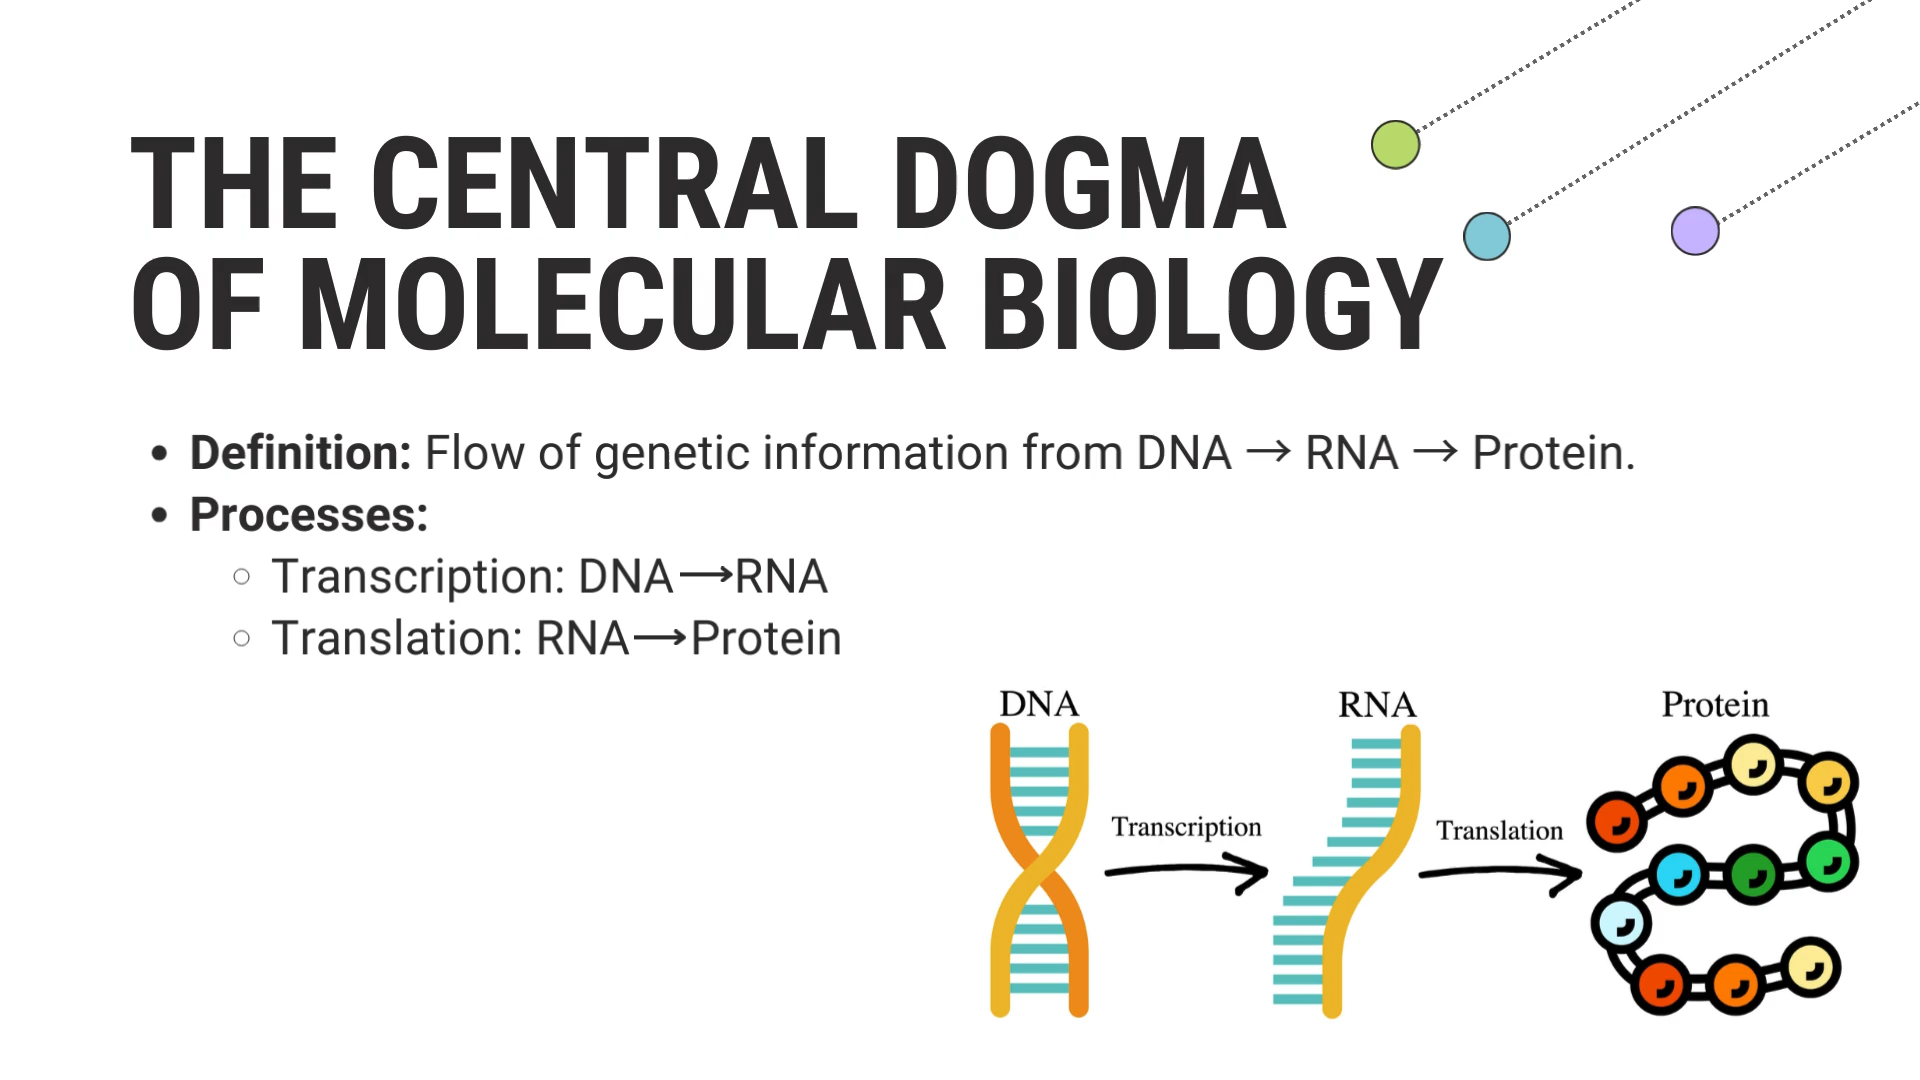 THE CENTRAL DOGMA
OF MOLECULAR BIOLOGY
• Definition: Flow of genetic information from DNA → RNA → Protein.
• Processes:
○ Transcription: DNA⟶RNA
○ Translation: RNA⟶Protein
DNA
RNA
Protein
Transcription
Translation